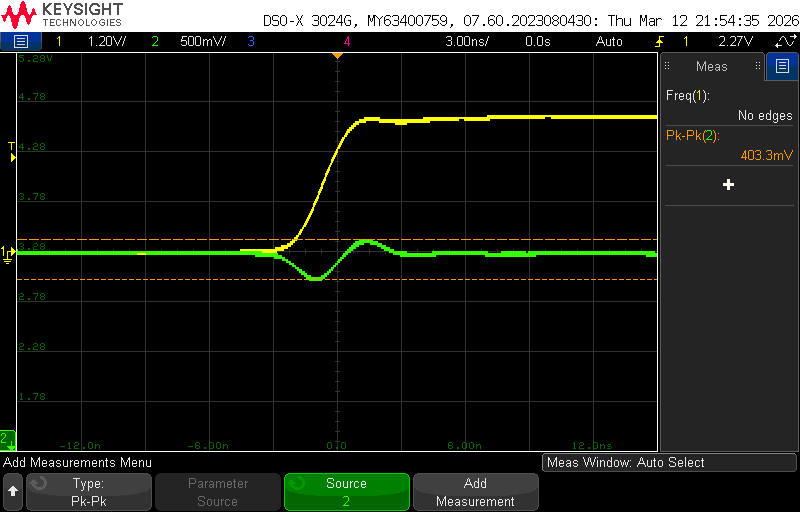 KEYSIGHT
TECHNOLOGIES
DSO-X 3024G, MY63400759, 07.60.2023080430: Thu Mar 12 21:54:35 2026
1 1.20V/ 2 500mV/ 3 4 3.00ns/ 0.0s Auto 1 2.27V
5.28V
4.78
4.28
3.78
3.28
2.78
2.28
1.78
T
1
2
-12.0n -6.00n 0.0 6.00n 12.0ns
Meas
Freq(1):
No edges
Pk-Pk(2):
403.3mV
Add Measurements Menu
Meas Window: Auto Select
Type:
Pk-Pk
Parameter
Source
Source
2
Add
Measurement